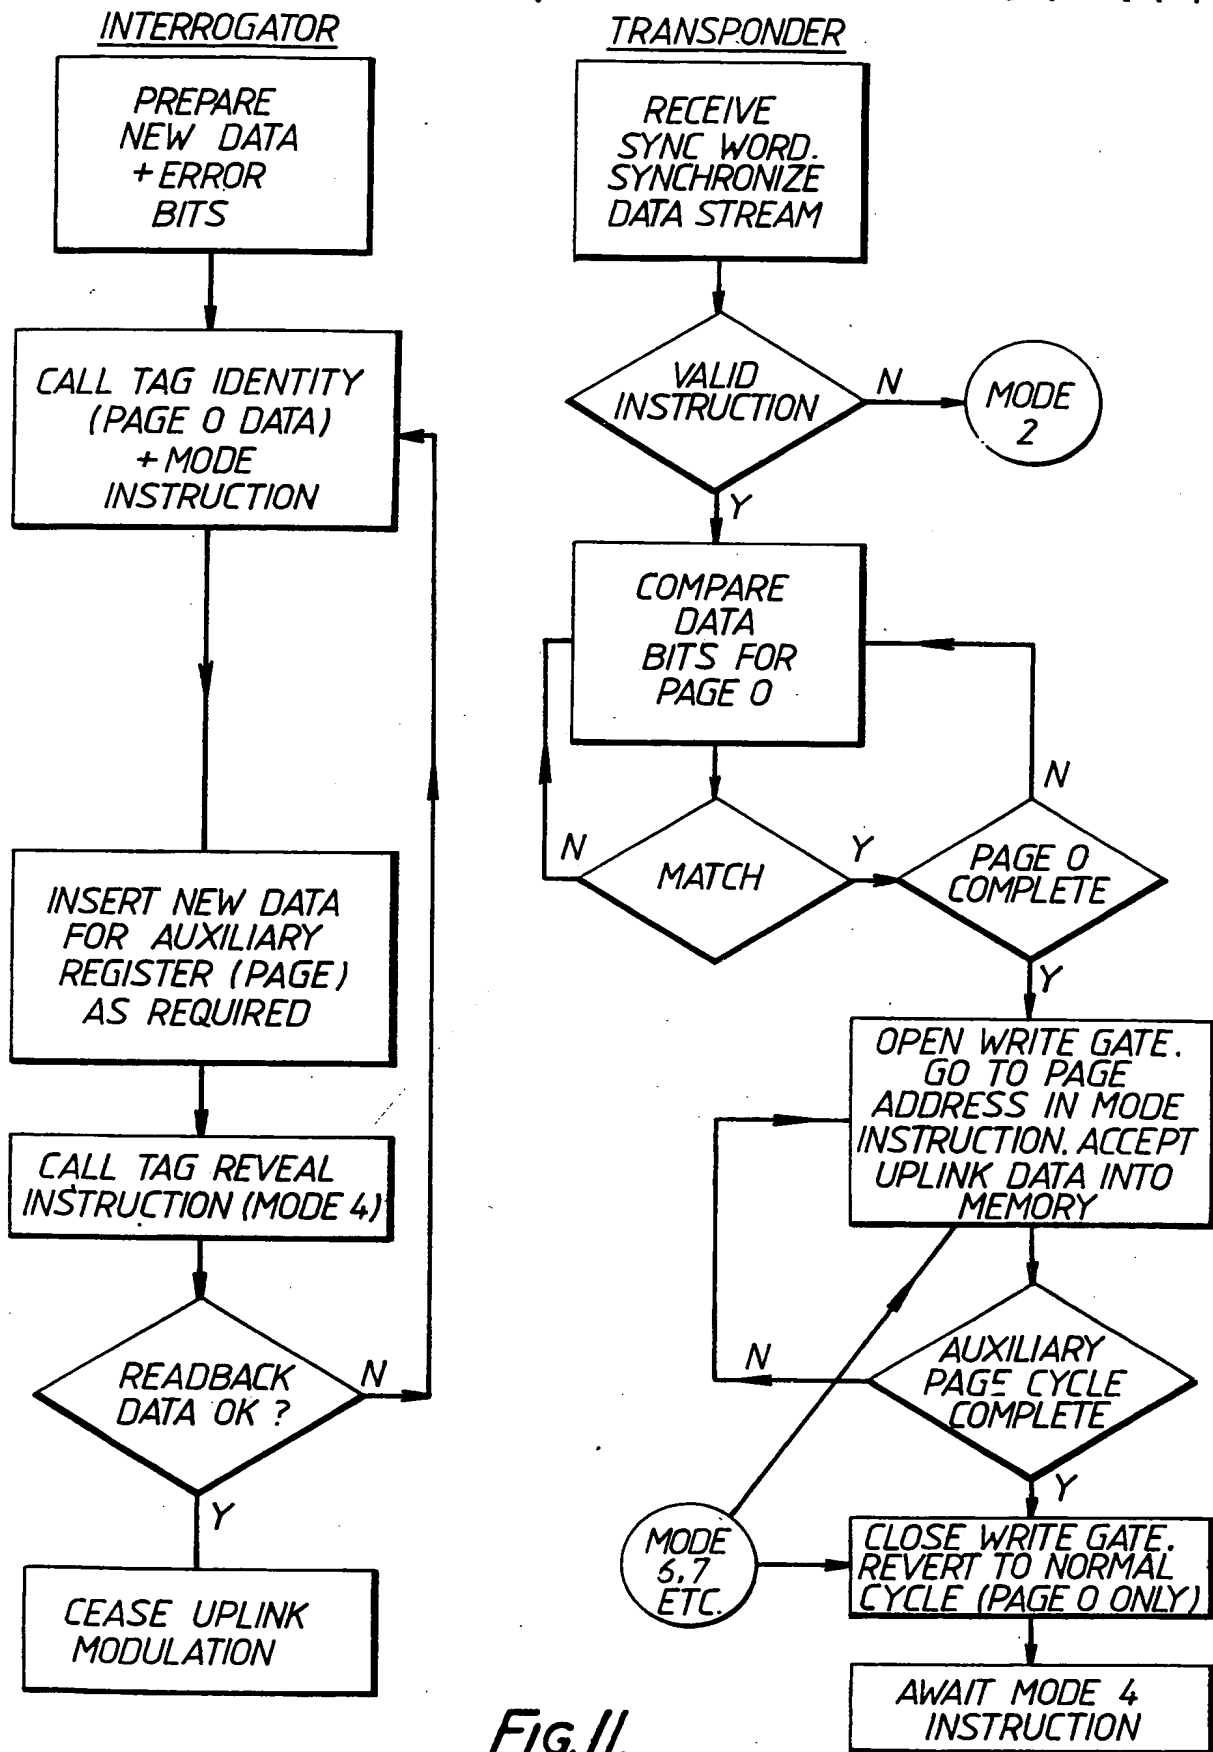 INTERROGATOR
PREPARE
NEW DATA
+ERROR
BITS
CALL TAG IDENTITY
(PAGE 0 DATA)
+MODE
INSTRUCTION
INSERT NEW DATA
FOR AUXILIARY
REGISTER (PAGE)
AS REQUIRED
CALL TAG REVEAL
INSTRUCTION (MODE 4)
READBACK
DATA OK ?
N
Y
CEASE UPLINK
MODULATION
TRANSPONDER
RECEIVE
SYNC WORD.
SYNCHRONIZE
DATA STREAM
VALID
INSTRUCTION
N
MODE
2
Y
COMPARE
DATA
BITS FOR
PAGE 0
N
MATCH
Y
PAGE 0
COMPLETE
N
Y
OPEN WRITE GATE.
GO TO PAGE
ADDRESS IN MODE
INSTRUCTION. ACCEPT
UPLINK DATA INTO
MEMORY
N
AUXILIARY
PAGE CYCLE
COMPLETE
Y
MODE
6,7
ETC.
CLOSE WRITE GATE.
REVERT TO NORMAL
CYCLE (PAGE 0 ONLY)
AWAIT MODE 4
INSTRUCTION
FIG. 11.